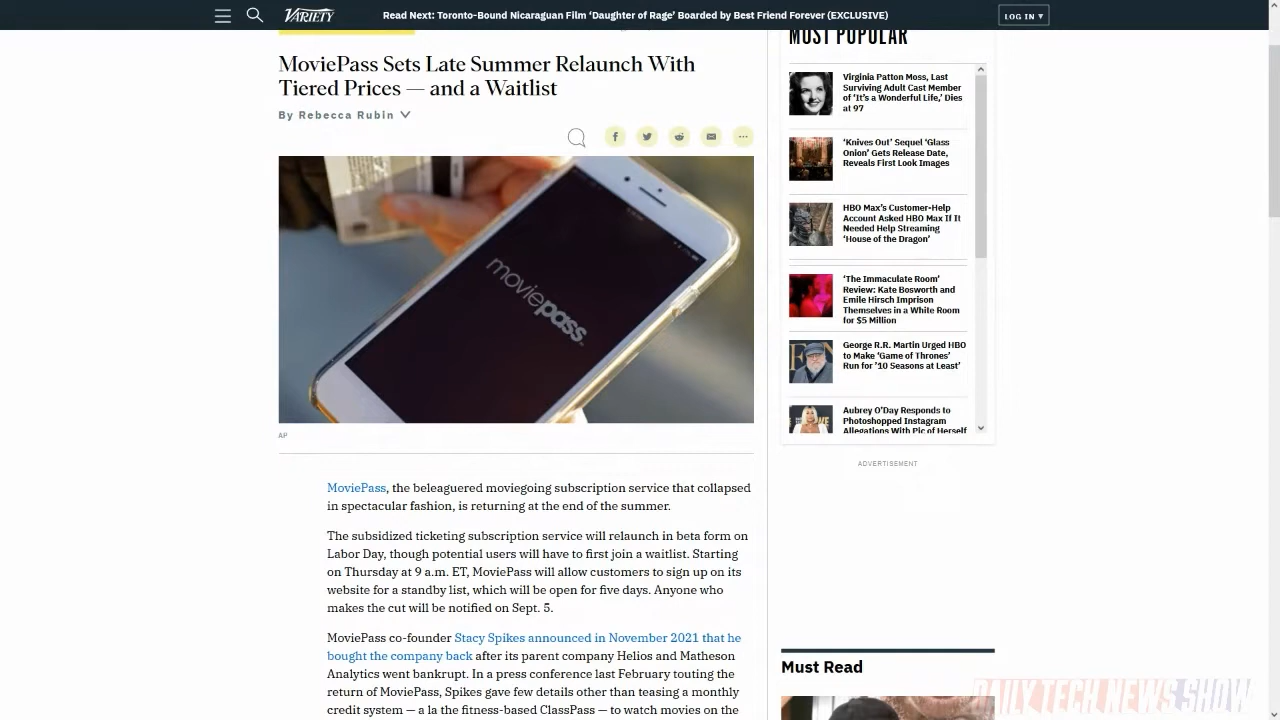 VARIETY
Read Next: Toronto-Bound Nicaraguan Film ‘Daughter of Rage’ Boarded by Best Friend Forever (EXCLUSIVE)
LOG IN ▾
MoviePass Sets Late Summer Relaunch With
Tiered Prices — and a Waitlist
By Rebecca Rubin
moviepass
AP
MoviePass, the beleaguered moviegoing subscription service that collapsed
in spectacular fashion, is returning at the end of the summer.
The subsidized ticketing subscription service will relaunch in beta form on
Labor Day, though potential users will have to first join a waitlist. Starting
on Thursday at 9 a.m. ET, MoviePass will allow customers to sign up on its
website for a standby list, which will be open for five days. Anyone who
makes the cut will be notified on Sept. 5.
MoviePass co-founder Stacy Spikes announced in November 2021 that he
bought the company back after its parent company Helios and Matheson
Analytics went bankrupt. In a press conference last February touting the
return of MoviePass, Spikes gave few details other than teasing a monthly
credit system — a la the fitness-based ClassPass — to watch movies on the
MOST POPULAR
Virginia Patton Moss, Last
Surviving Adult Cast Member
of ‘It’s a Wonderful Life,’ Dies
at 97
‘Knives Out’ Sequel ‘Glass
Onion’ Gets Release Date,
Reveals First Look Images
HBO Max’s Customer-Help
Account Asked HBO Max If It
Needed Help Streaming
‘House of the Dragon’
‘The Immaculate Room’
Review: Kate Bosworth and
Emile Hirsch Imprison
Themselves in a White Room
for $5 Million
George R.R. Martin Urged HBO
to Make ‘Game of Thrones’
Run for ’10 Seasons at Least’
Aubrey O’Day Responds to
Photoshopped Instagram
Allegations With Pic of Herself
ADVERTISEMENT
Must Read
DAILY TECH NEWS SHOW